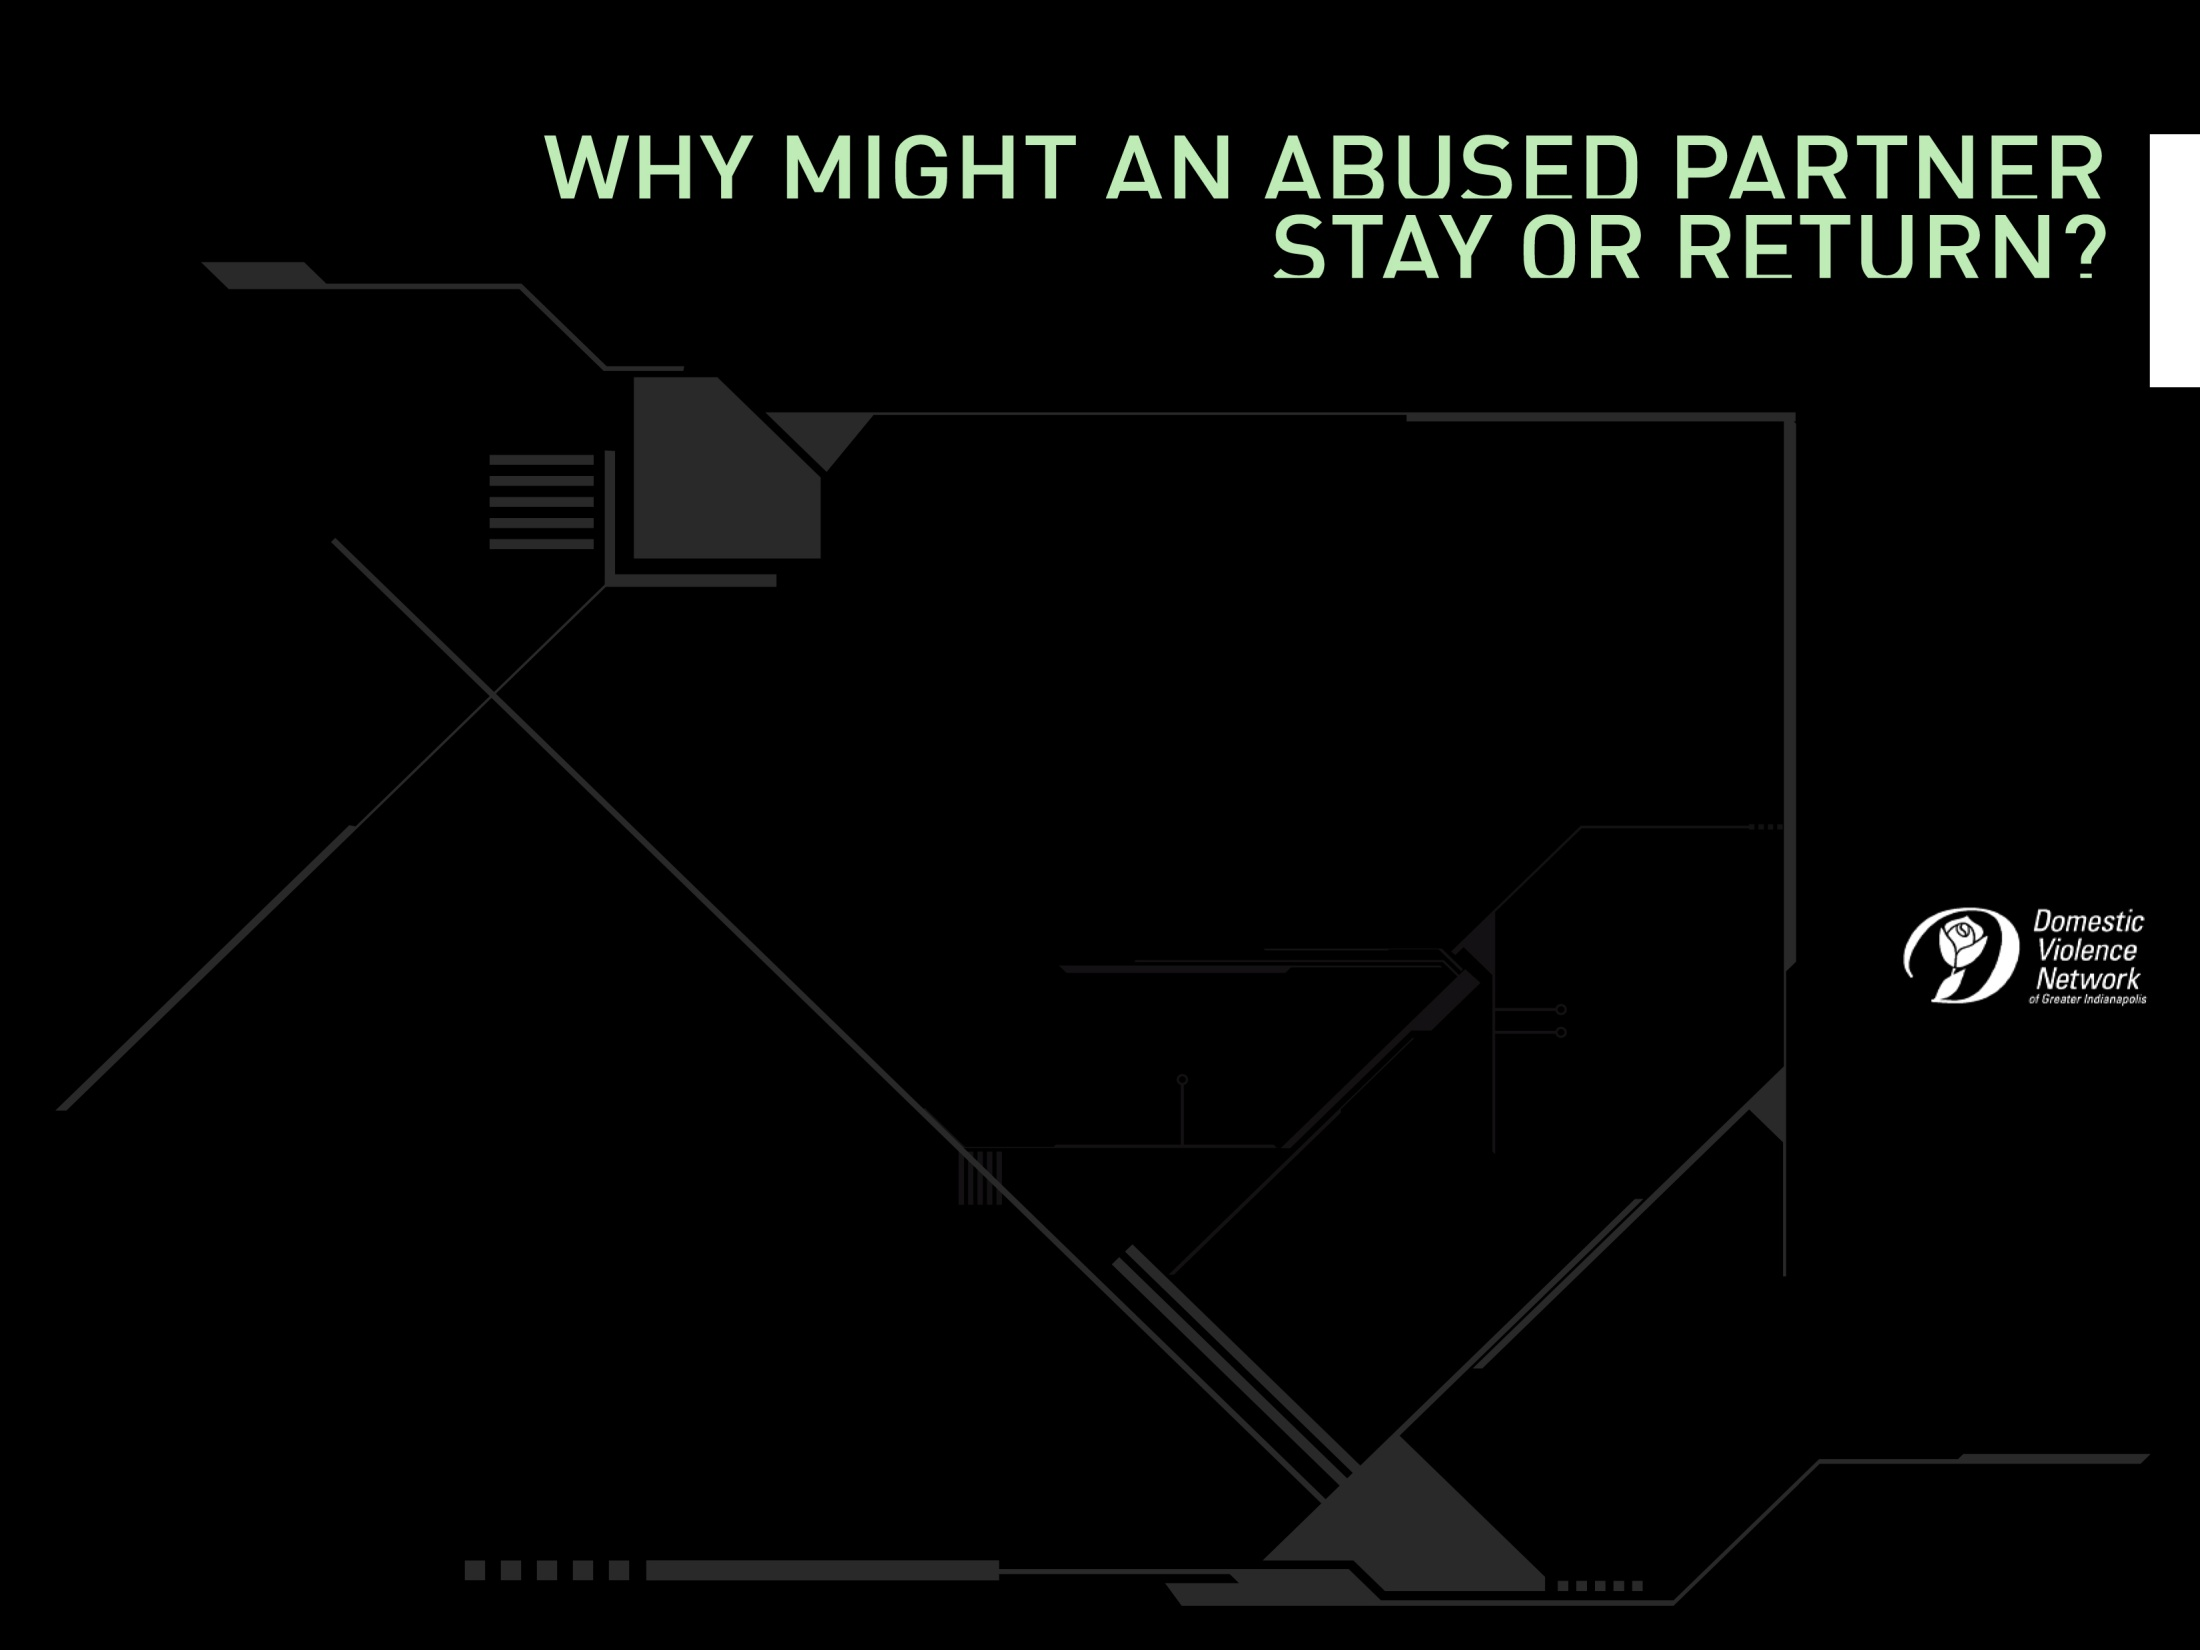 WHY MIGHT AN ABUSED PARTNER
STAY OR RETURN?
Domestic
Violence
Network
of Greater Indianapolis